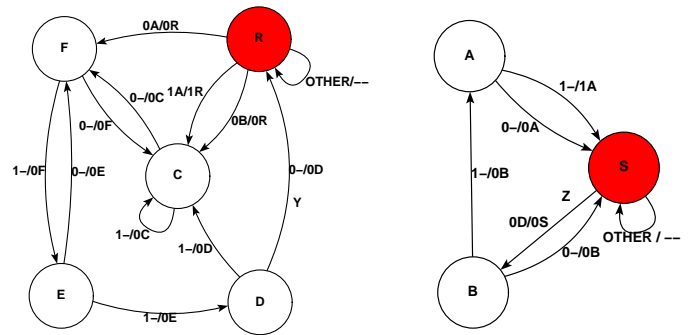 0A/0R
R
F
A
OTHER/−−
1−/1A
0−/0C
1A/1R
0B/0R
0−/0A
0−/0F
S
1−/0F
0−/0E
C
0−/0D
1−/0B
Z
Y
0D/0S
1−/0C
OTHER / −−
1−/0D
0−/0B
E
D
B
1−/0E